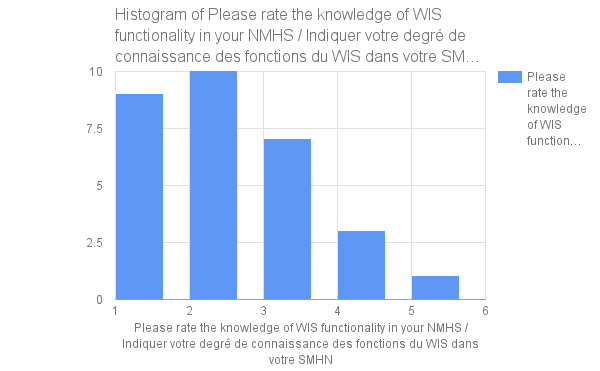 Histogram of Please rate the knowledge of WIS
functionality in your NMHS / Indiquer votre degré de
connaissance des fonctions du WIS dans votre SM…
10
7.5
5
2.5
0
1
2
3
4
5
6
Please rate the knowledge of WIS functionality in your NMHS /
Indiquer votre degré de connaissance des fonctions du WIS dans
votre SMHN
Please
rate the
knowledge
of WIS
function…